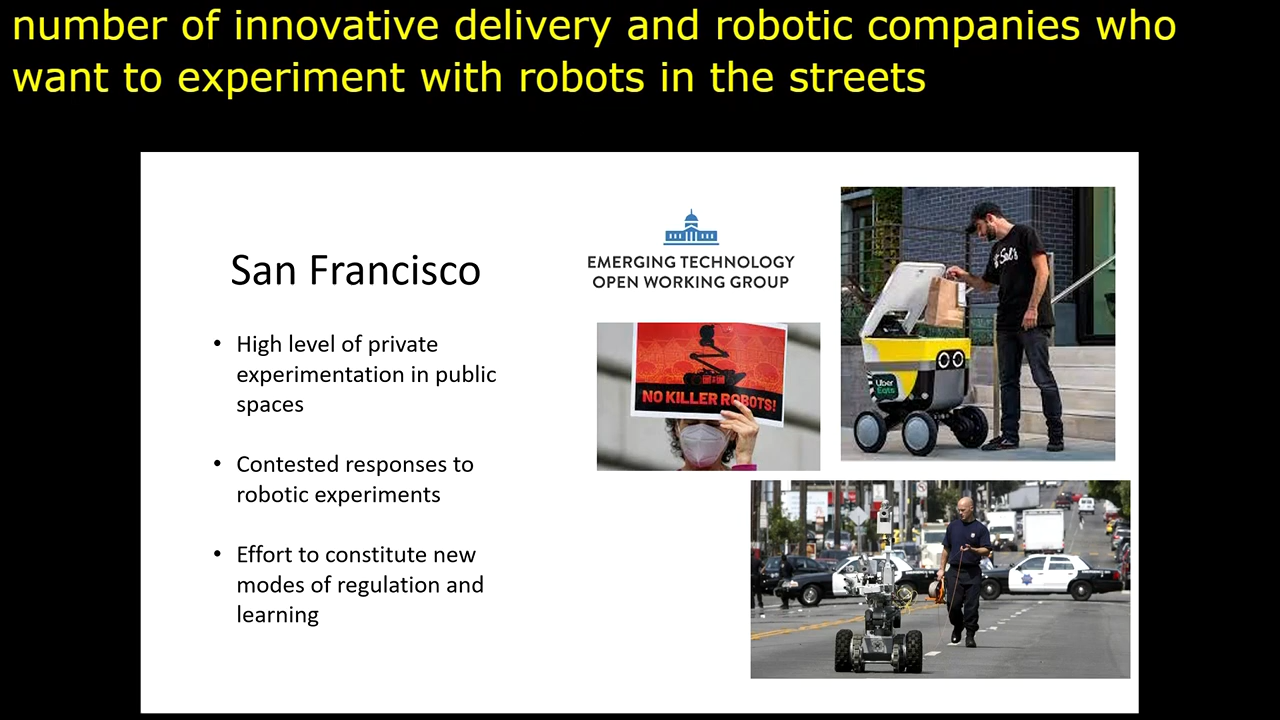 number of innovative delivery and robotic companies who
want to experiment with robots in the streets
San Francisco
• High level of private
experimentation in public
spaces
• Contested responses to
robotic experiments
• Effort to constitute new
modes of regulation and
learning
EMERGING TECHNOLOGY
OPEN WORKING GROUP
NO KILLER ROBOTS!
Uber
Eats